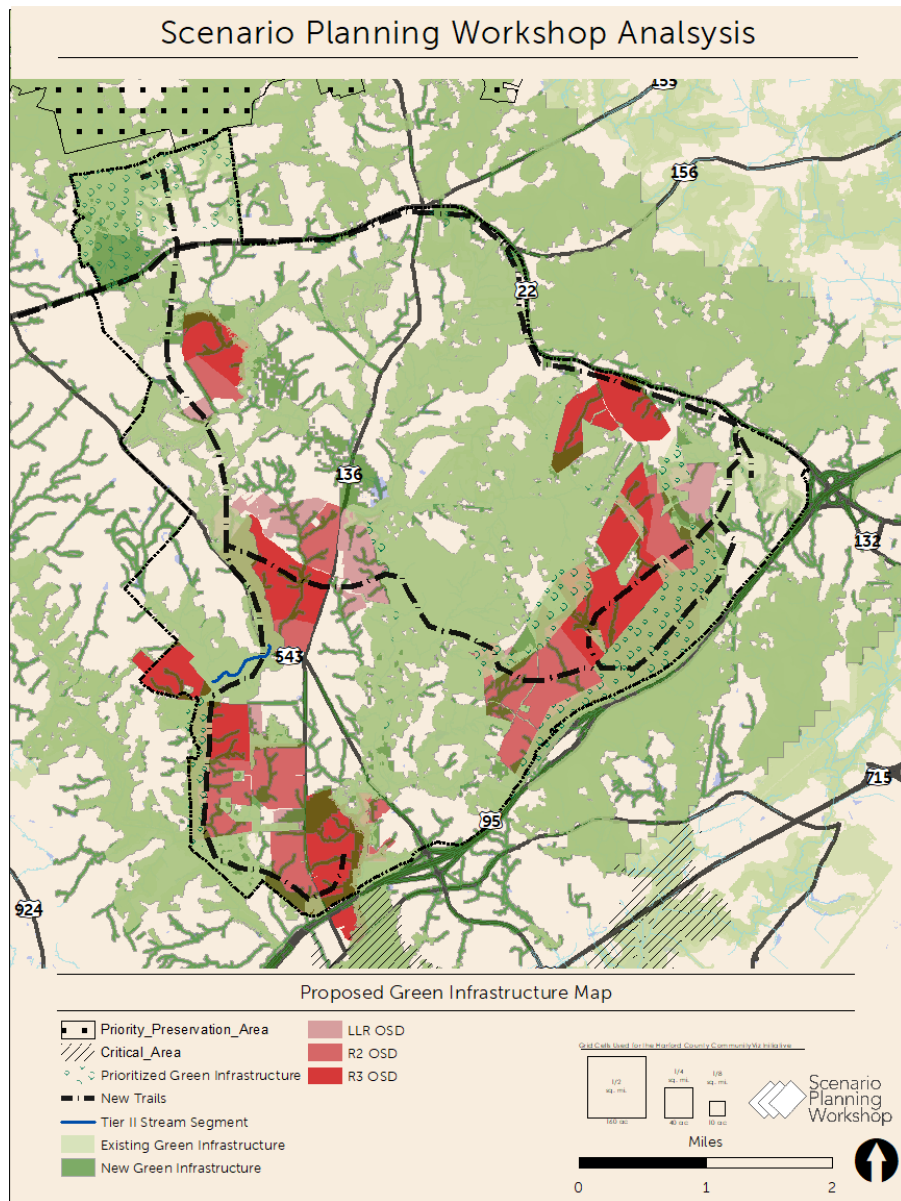 Scenario Planning Workshop Analsysis
155
156
22
136
132
543
715
95
924
Proposed Green Infrastructure Map
Priority_Preservation_Area
Critical_Area
Prioritized Green Infrastructure
New Trails
Tier II Stream Segment
Existing Green Infrastructure
New Green Infrastructure
LLR OSD
R2 OSD
R3 OSD
Grid Cells Used for the Harford County CommunityViz Initiative
1/2
sq. mi.
160 ac
1/4
sq. mi.
40 ac
1/8
sq. mi.
10 ac
Scenario
Planning
Workshop
Miles
0 1 2